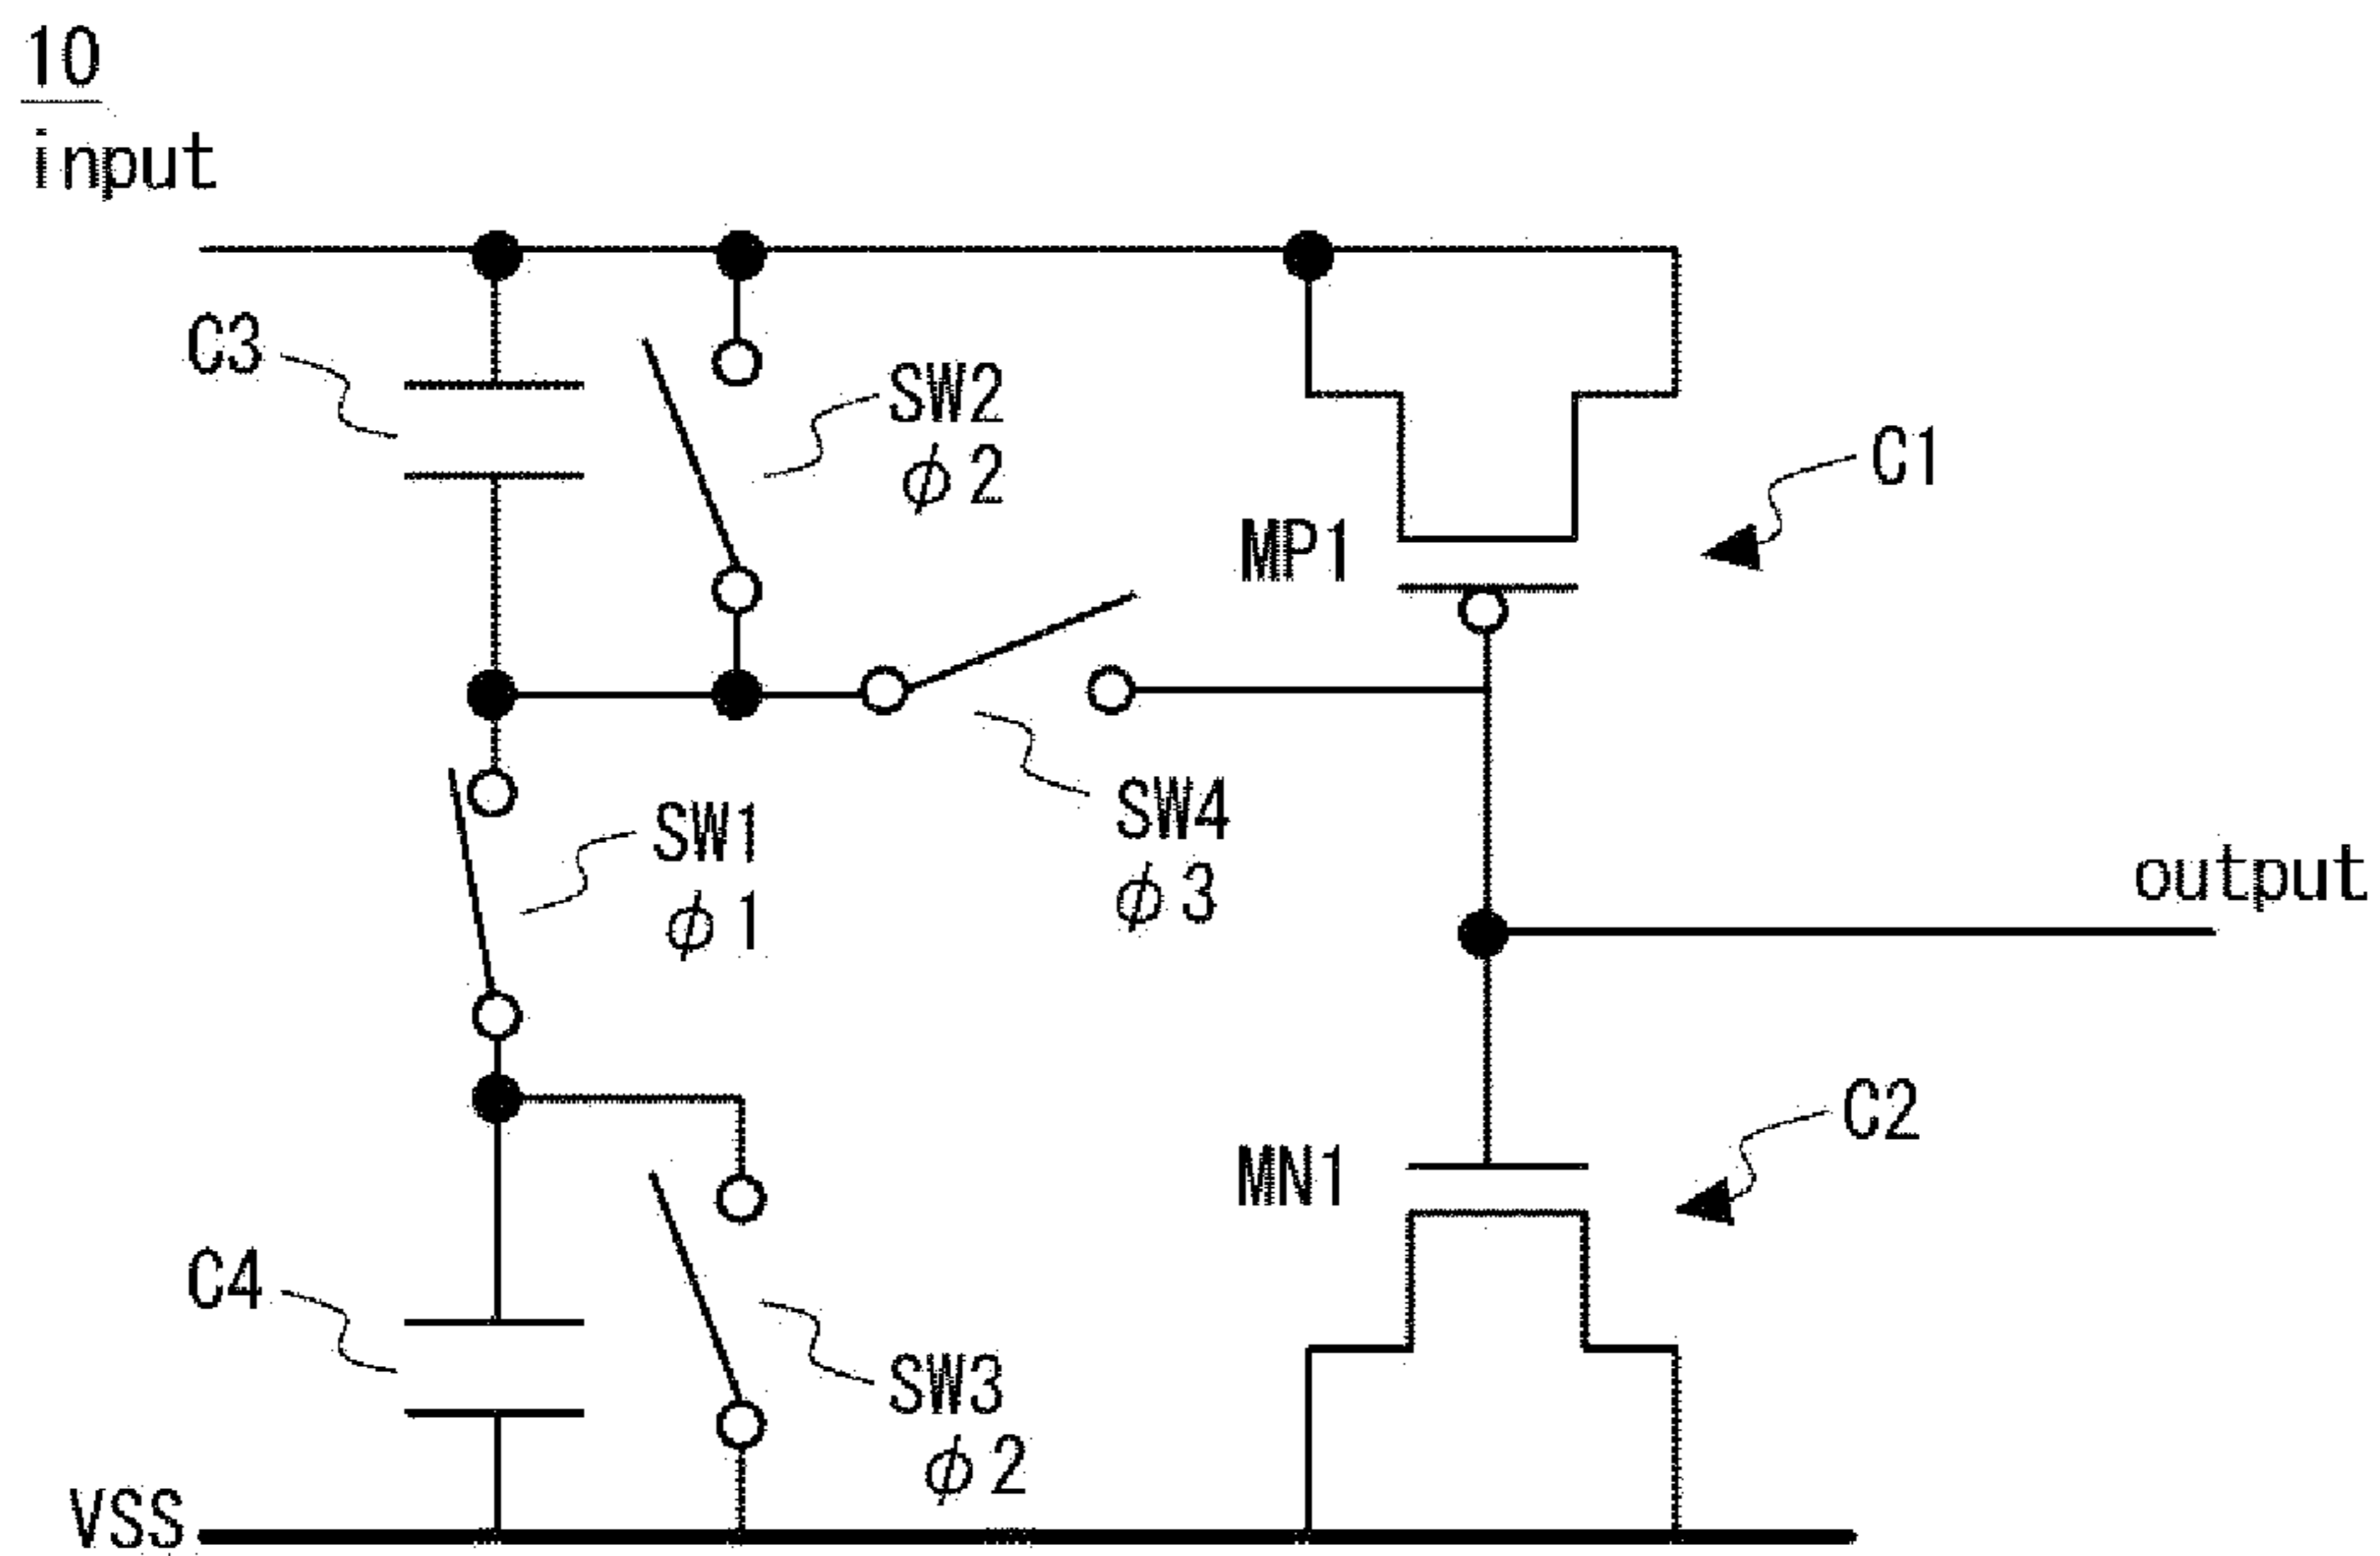 10
input
C3
SW2
φ2
C1
MP1
SW1
φ1
SW4
φ3
output
C2
MN1
C4
SW3
φ2
VSS